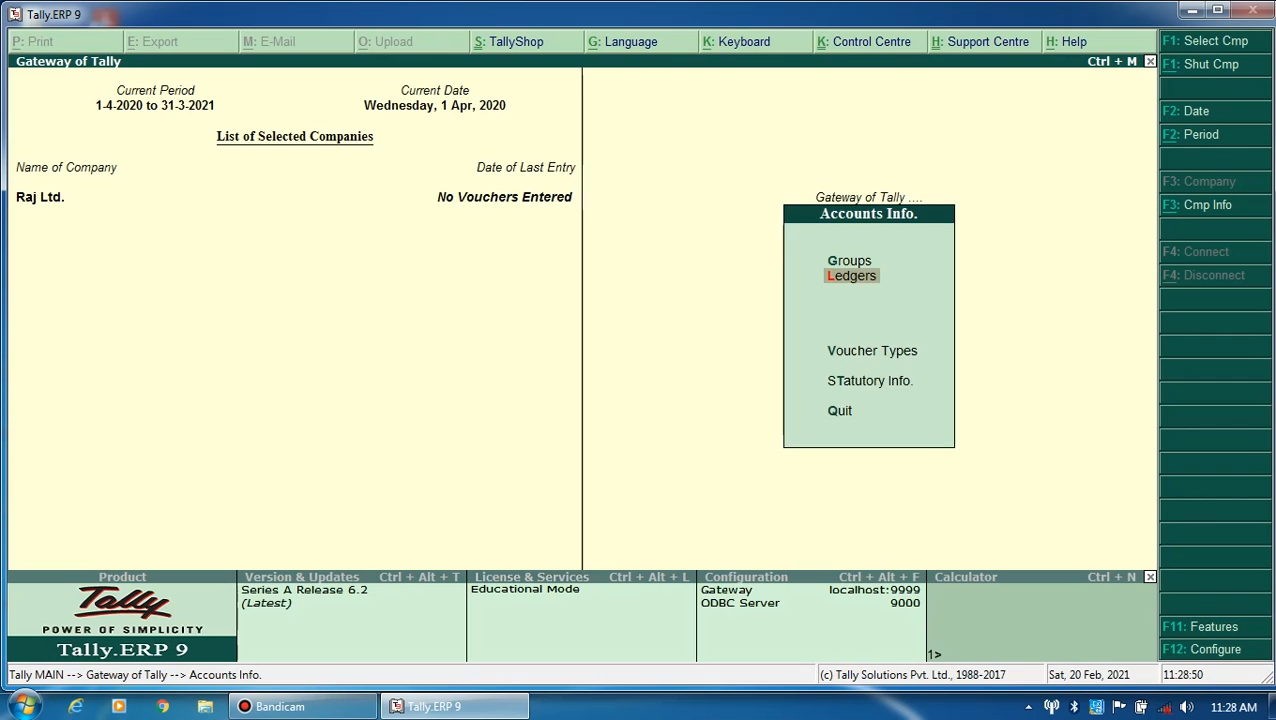 Tally.ERP 9
P: Print
E: Export
M: E-Mail
O: Upload
S: TallyShop
G: Language
K: Keyboard
K: Control Centre
H: Support Centre
H: Help
F1: Select Cmp
F1: Shut Cmp
F2: Date
F2: Period
F3: Company
F3: Cmp Info
F4: Connect
F4: Disconnect
F11: Features
F12: Configure
Gateway of Tally
Ctrl + M
Current Period
1-4-2020 to 31-3-2021
Current Date
Wednesday, 1 Apr, 2020
List of Selected Companies
Name of Company
Date of Last Entry
Raj Ltd.
No Vouchers Entered
Gateway of Tally ....
Accounts Info.
Groups
Ledgers
Voucher Types
STatutory Info.
Quit
Product
Tally
POWER OF SIMPLICITY
Tally.ERP 9
Version & Updates Ctrl + Alt + T
Series A Release 6.2
(Latest)
License & Services Ctrl + Alt + L
Educational Mode
Configuration Ctrl + Alt + F
Gateway localhost:9999
ODBC Server 9000
Calculator Ctrl + N
1>
Tally MAIN --> Gateway of Tally --> Accounts Info.
(c) Tally Solutions Pvt. Ltd., 1988-2017
Sat, 20 Feb, 2021
11:28:50
Bandicam
Tally.ERP 9
11:28 AM